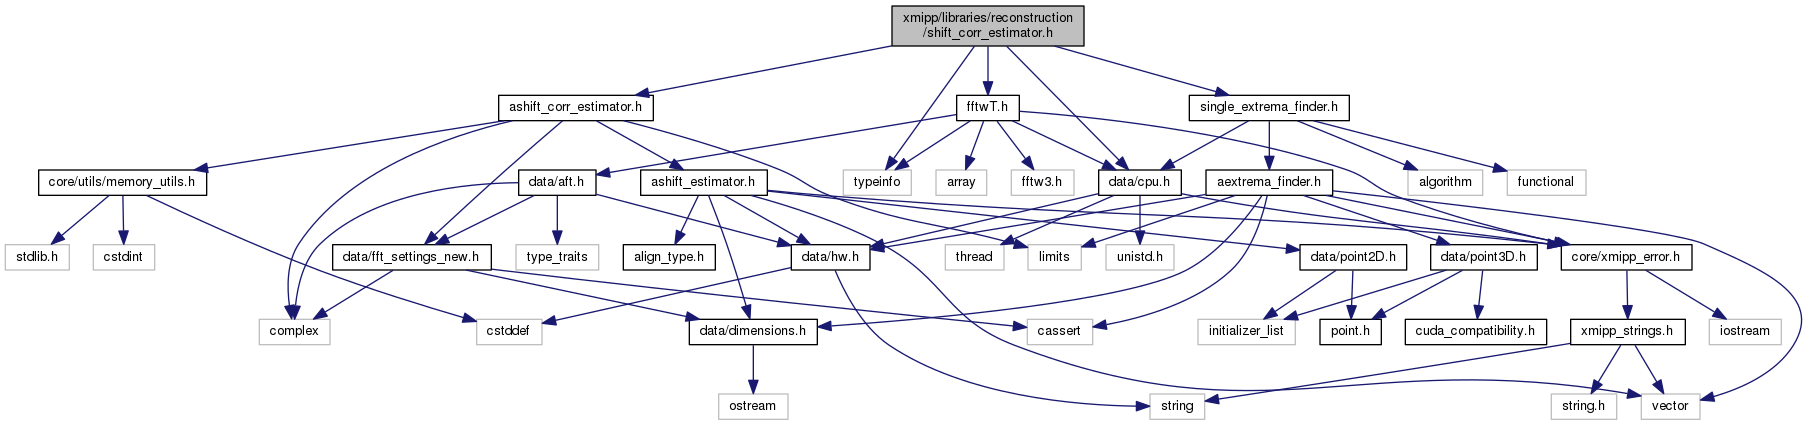 xmipp/libraries/reconstruction
/shift_corr_estimator.h
ashift_corr_estimator.h
fftwT.h
single_extrema_finder.h
core/utils/memory_utils.h
data/aft.h
ashift_estimator.h
typeinfo
array
fftw3.h
data/cpu.h
aextrema_finder.h
algorithm
functional
stdlib.h
cstdint
data/fft_settings_new.h
type_traits
align_type.h
data/hw.h
thread
limits
unistd.h
data/point2D.h
data/point3D.h
core/xmipp_error.h
complex
cstddef
data/dimensions.h
cassert
initializer_list
point.h
cuda_compatibility.h
xmipp_strings.h
iostream
ostream
string
string.h
vector